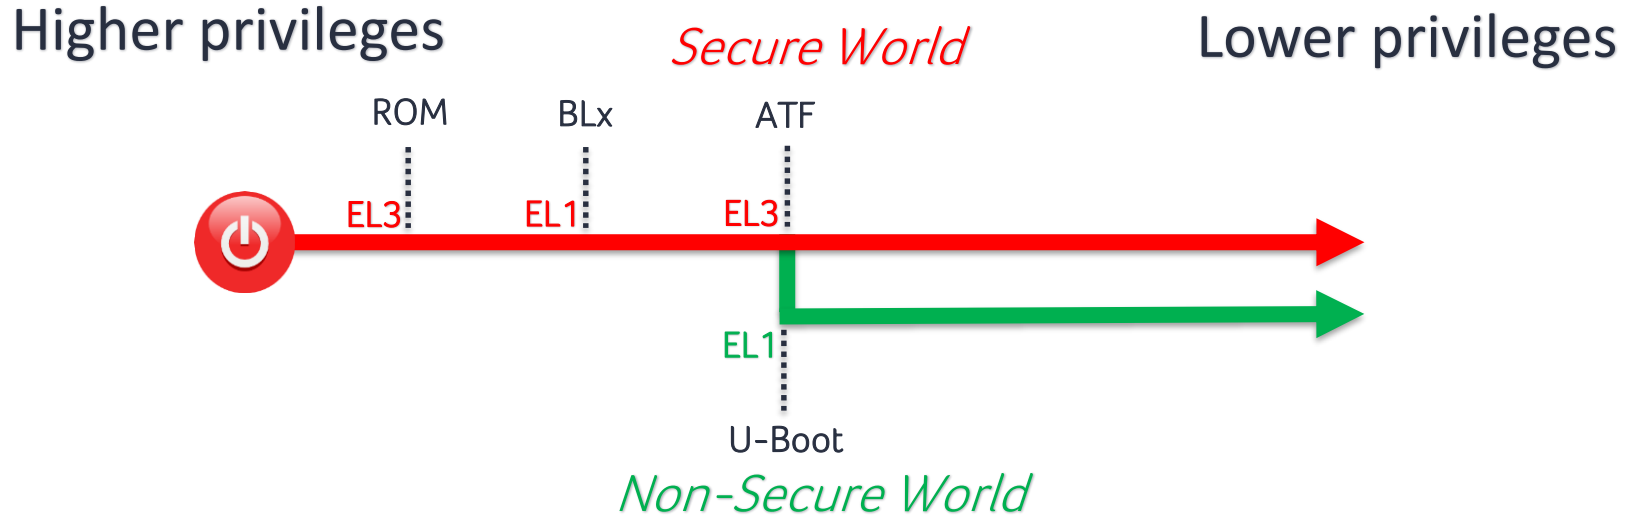 Higher privileges
Secure World
Lower privileges
ROM
BLx
ATF
EL3
EL1
EL3
EL1
U-Boot
Non-Secure World